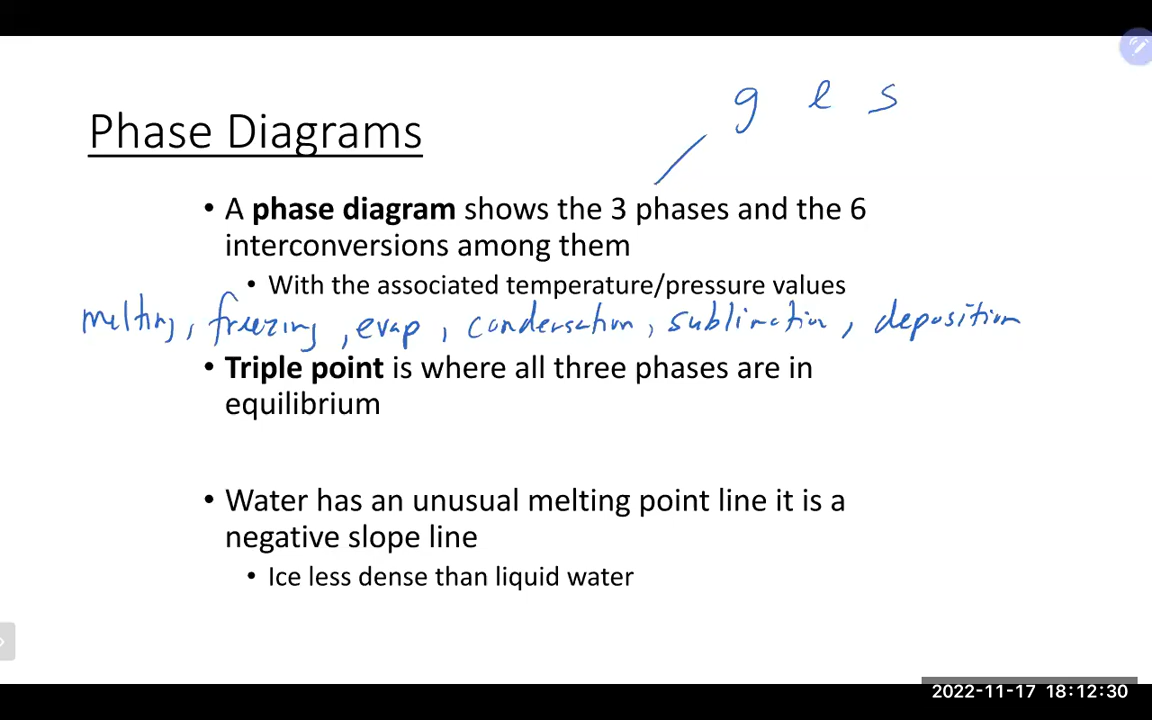 g l s
Phase Diagrams
• A phase diagram shows the 3 phases and the 6
interconversions among them
• With the associated temperature/pressure values
melting, freezing, evap, condensation, sublimation, deposition
• Triple point is where all three phases are in
equilibrium
• Water has an unusual melting point line it is a
negative slope line
• Ice less dense than liquid water
2022-11-17 18:12:30